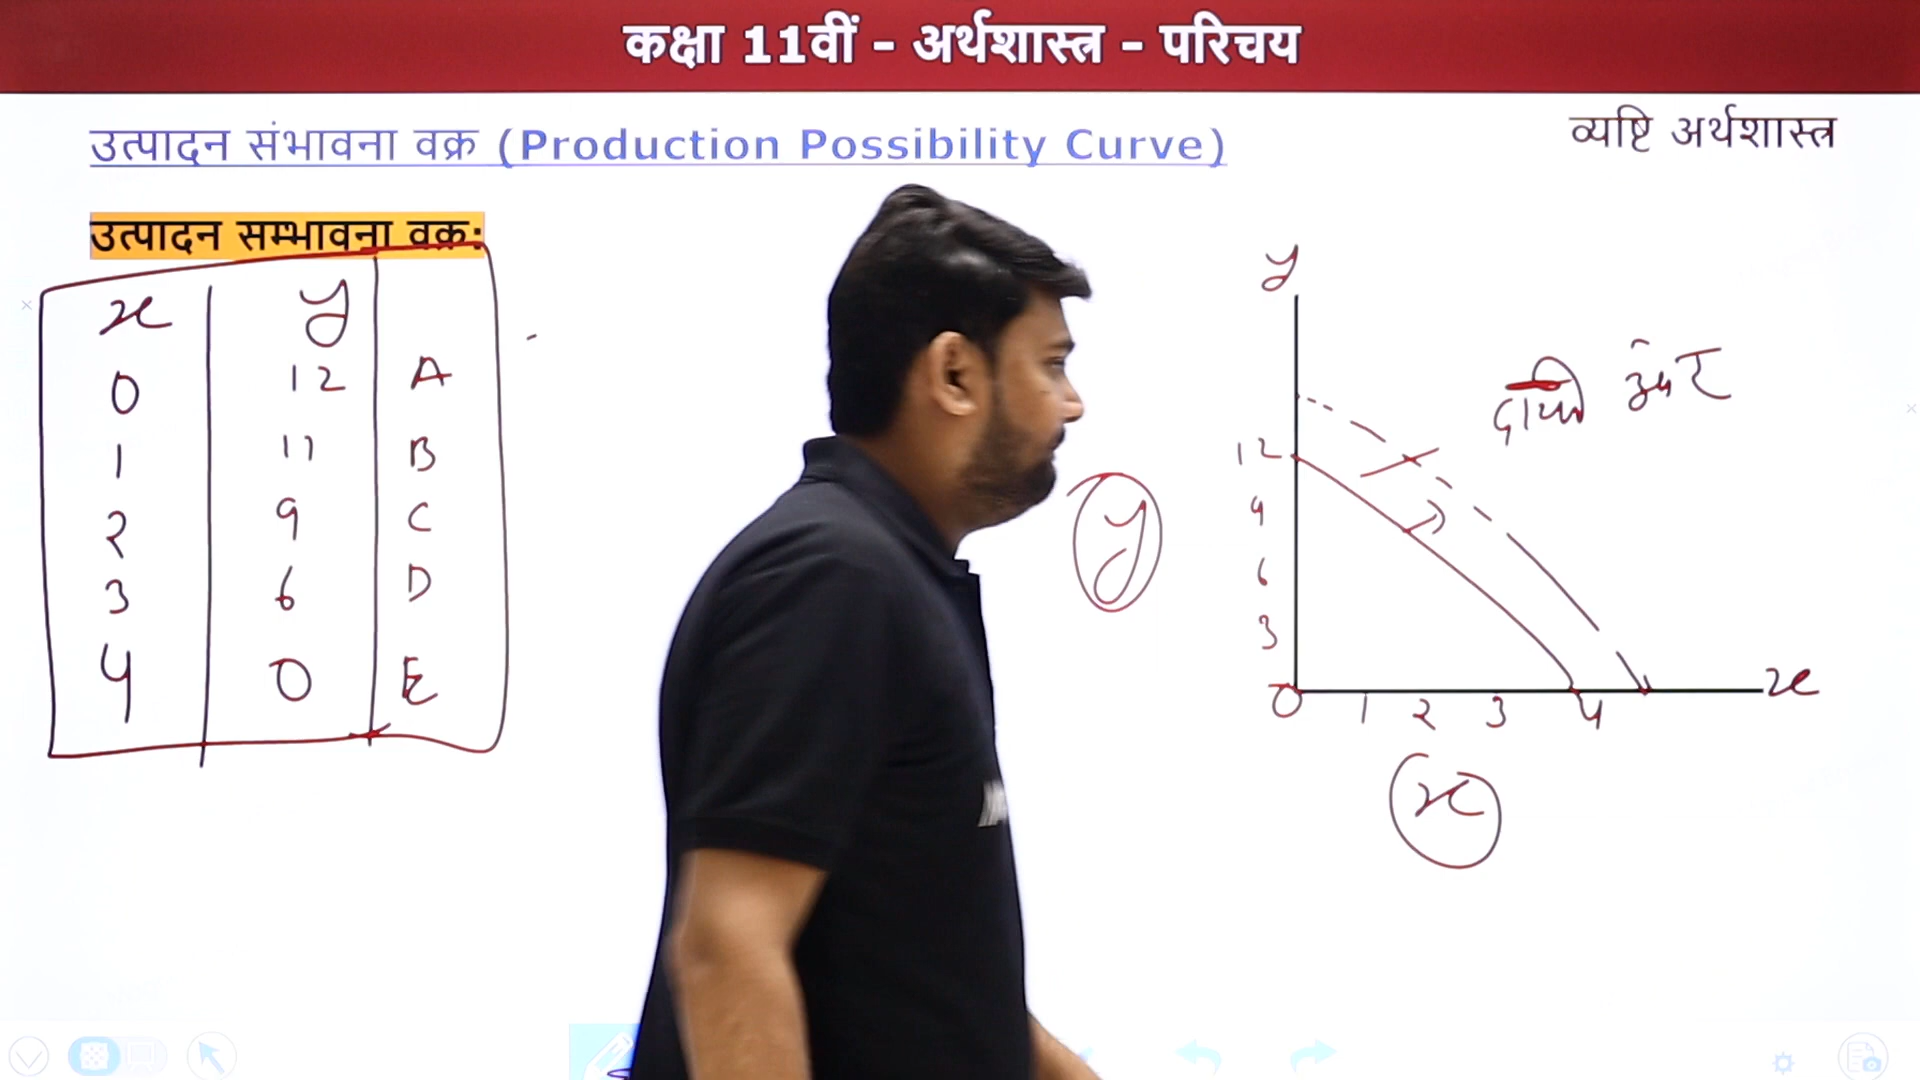 कक्षा 11वीं - अर्थशास्त्र - परिचय
उत्पादन संभावना वक्र (Production Possibility Curve)
व्यष्टि अर्थशास्त्र
उत्पादन सम्भावना वक्र:
x y
0 12 A
1 11 B
2 9 C
3 6 D
4 0 E
y
12
9
6
3
0 1 2 3 4 x
y
x